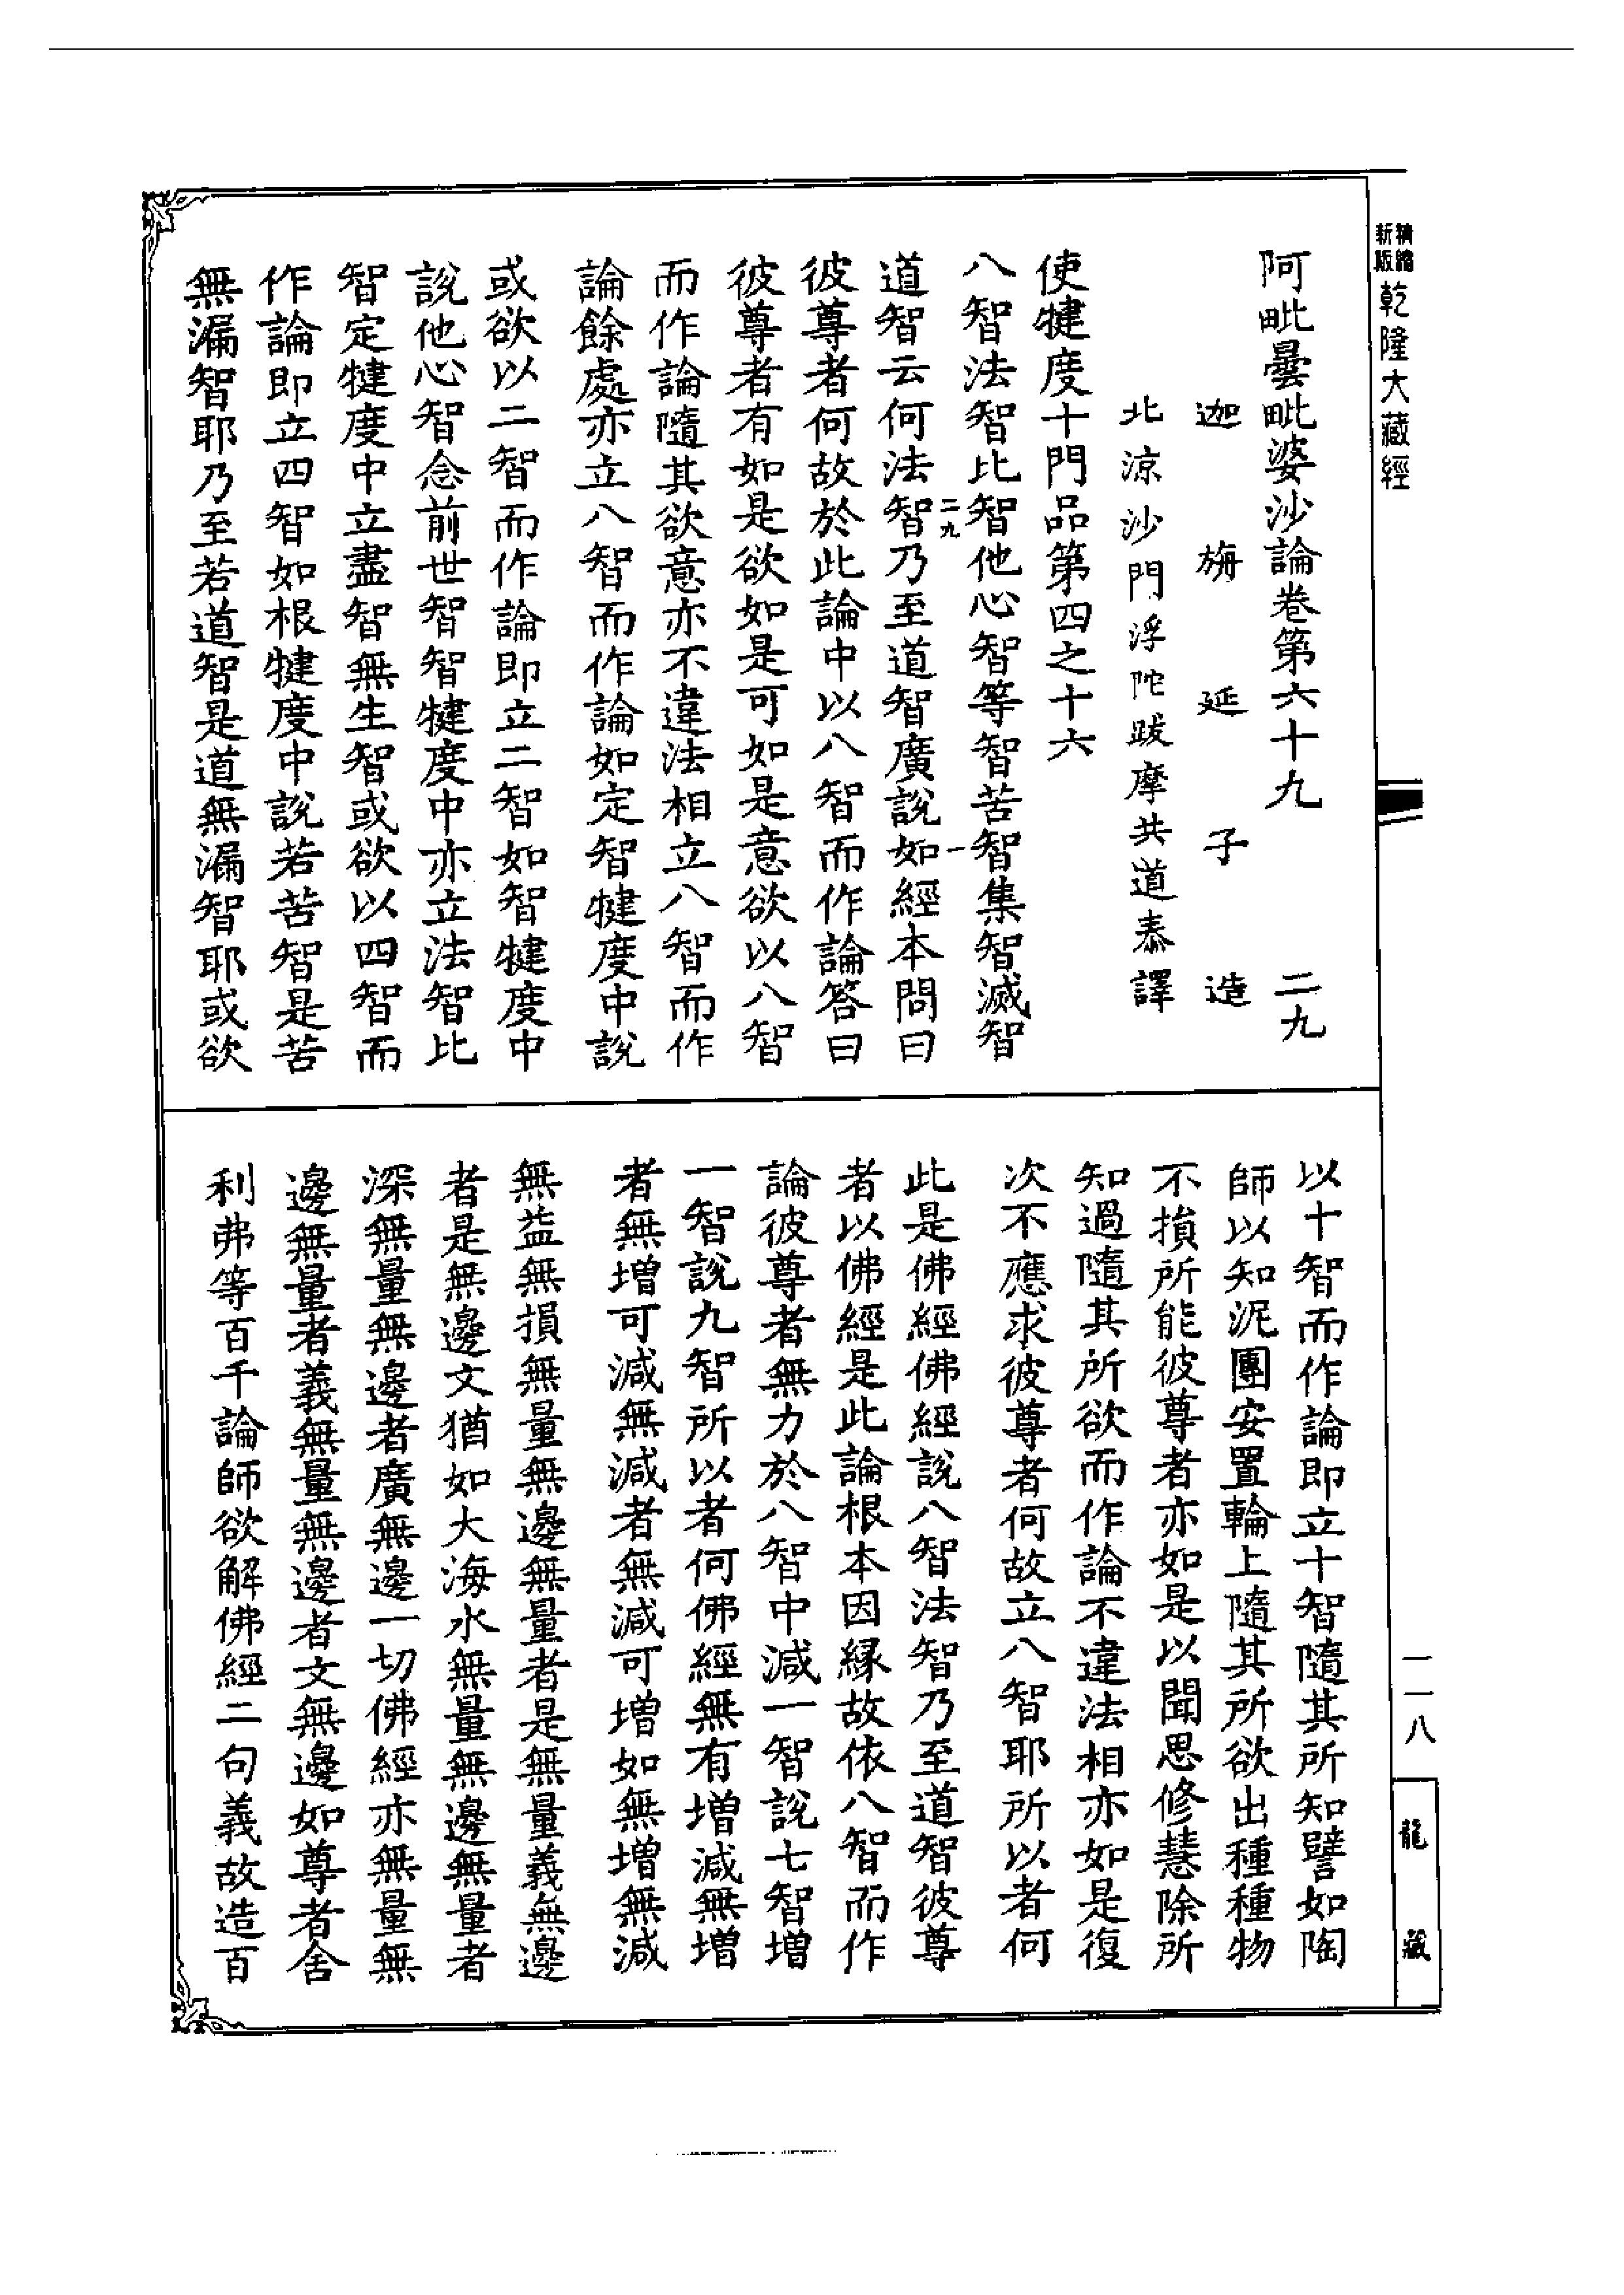 精縮新版乾隆大藏經
阿毗曇毗婆沙論卷第六十九 二九
迦旃延子造
北涼沙門浮陀跋摩共道泰譯
使犍度十門品第四之十六
八智法智比智他心智等智苦智集智滅智
二九 一
道智云何法智乃至道智廣說如經本問曰
彼尊者何故於此論中以八智而作論答曰
彼尊者有如是欲如是可如是意欲以八智
而作論隨其欲意亦不違法相立八智而作
論餘處亦立八智而作論如定智犍度中說
或欲以二智而作論即立二智如智犍度中
說他心智念前世智智犍度中亦立法智比
智定犍度中立盡智無生智或欲以四智而
作論即立四智如根犍度中說若苦智是苦
無漏智耶乃至若道智是道無漏智耶或欲
以十智而作論即立十智隨其所知譬如陶
師以知泥團安置輪上隨其所欲出種種物
不損所能彼尊者亦如是以聞思修慧除所
知過隨其所欲而作論不違法相亦如是復
次不應求彼尊者何故立八智耶所以者何
此是佛經佛經說八智法智乃至道智彼尊
者以佛經是此論根本因緣故依八智而作
論彼尊者無力於八智中減一智說七智增
一智說九智所以者何佛經無有增減無增
者無增可減無減者無減可增如無增無減
無益無損無量無邊無量者是無量義無邊
者是無邊文猶如大海水無量無邊無量者
深無量無邊者廣無邊一切佛經亦無量無
邊無量者義無量無邊者文無邊如尊者舍
利弗等百千論師欲解佛經二句義故造百
一一八
龍藏